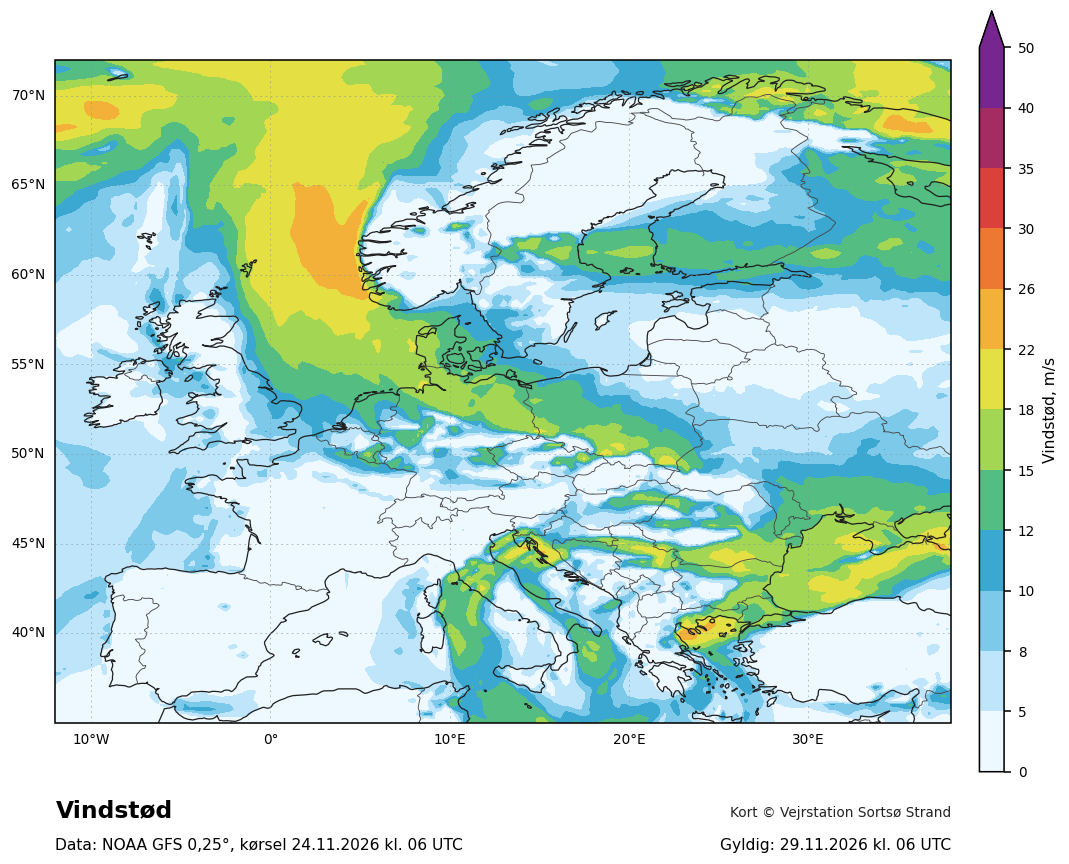 50
40
35
30
26
22
18
15
12
10
8
5
0
Vindstød, m/s
70°N
65°N
60°N
55°N
50°N
45°N
40°N
10°W
0°
10°E
20°E
30°E
Vindstød
Kort © Vejrstation Sortsø Strand
Data: NOAA GFS 0,25°, kørsel 24.11.2026 kl. 06 UTC
Gyldig: 29.11.2026 kl. 06 UTC